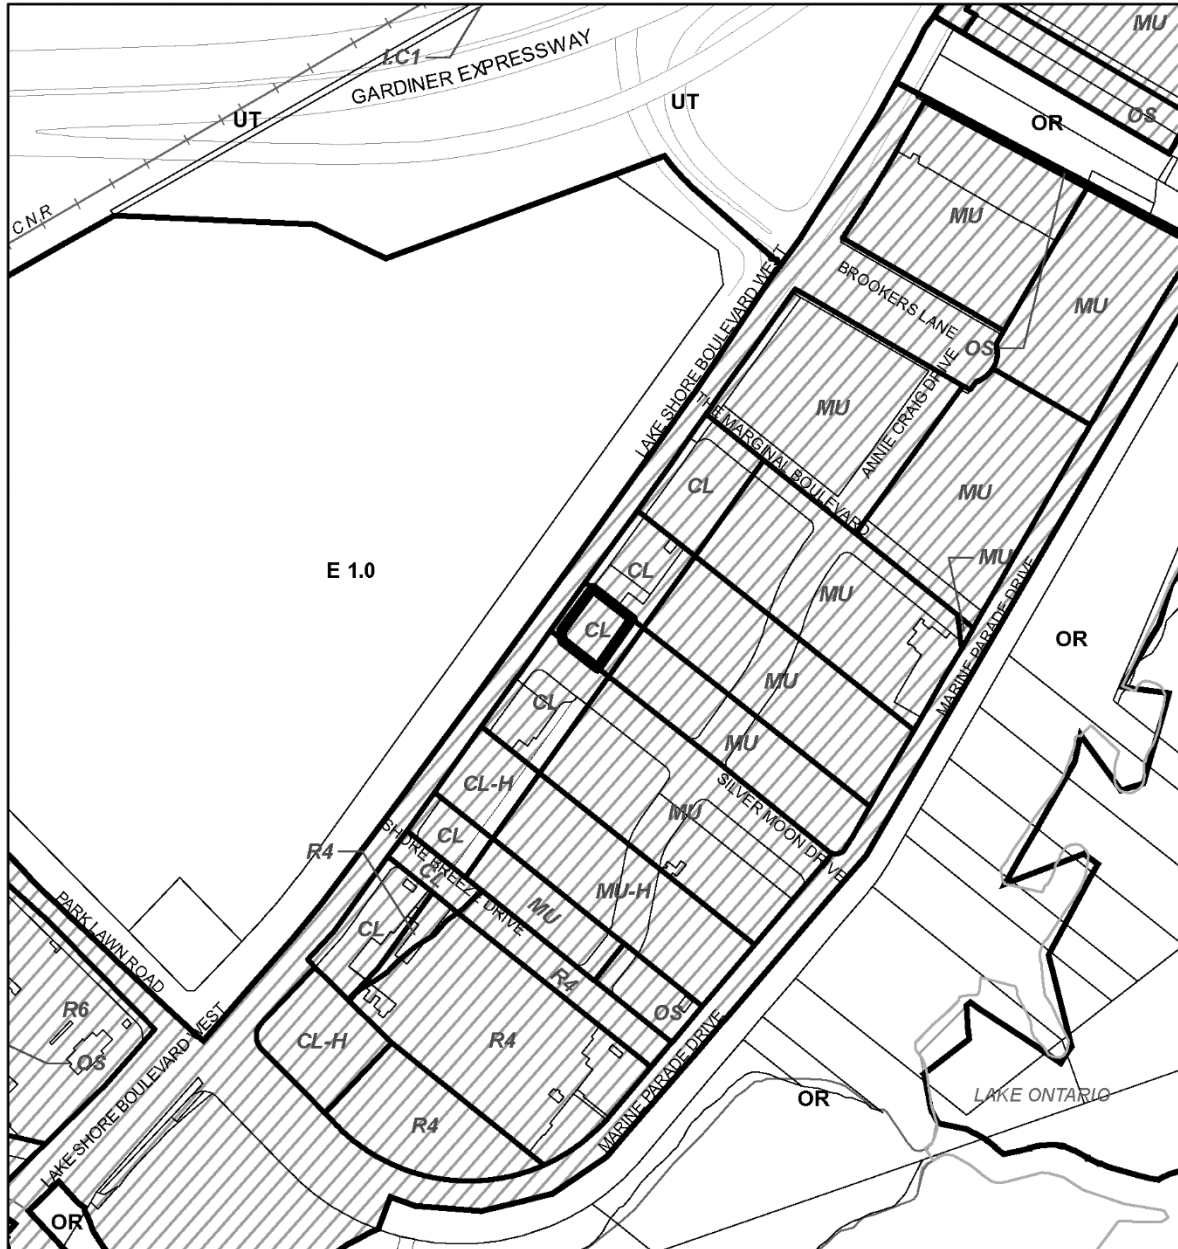 MU
I.C1
GARDINER EXPRESSWAY
UT
UT
OR
OS
C N R
MU
LAKE SHORE BOULEVARD WEST
BROOKERS LANE
MU
OS
ANNIE CRAIG DRIVE
MU
THE MARGINAL BOULEVARD
CL
MU
MU
E 1.0
CL
MU
CL
OR
MARINE PARADE DRIVE
MU
CL
MU
SILVER MOON DRIVE
CL-H
MU
CL
R4
SHORE BREEZE DRIVE
CL
MU-H
MU
CL
PARK LAWN ROAD
R4
R6
OS
CL-H
R4
OS
MARINE PARADE DRIVE
LAKE SHORE BOULEVARD WEST
OR
LAKE ONTARIO
R4
OR